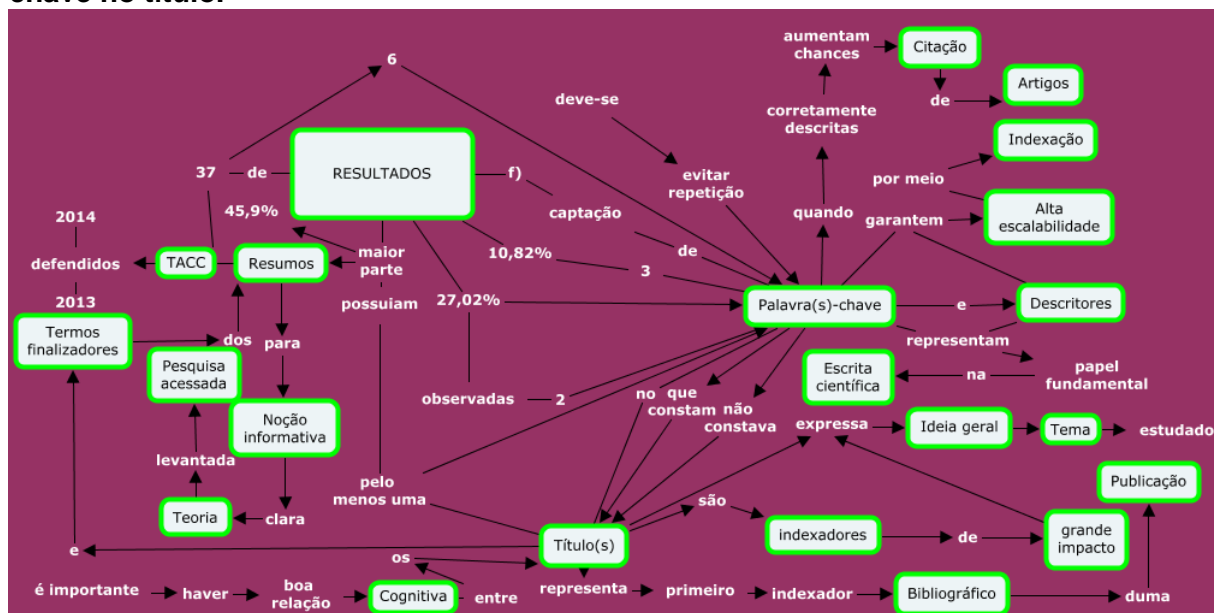 chave no título.
6
aumentam
chances
Citação
de
Artigos
deve-se
corretamente
descritas
Indexação
37
de
RESULTADOS
f)
evitar
repetição
por meio
45,9%
captação
quando
garantem
Alta
escalabilidade
2014
defendidos
TACC
Resumos
maior
parte
10,82%
3
de
2013
possuiam
27,02%
Palavra(s)-chave
e
Descritores
Termos
finalizadores
dos
para
representam
Pesquisa
acessada
Escrita
científica
na
papel
fundamental
observadas
2
no
que
constam
não
constava
Noção
informativa
expressa
Ideia geral
Tema
estudado
levantada
pelo
menos uma
Publicação
Teoria
clara
são
indexadores
de
grande
impacto
e
os
Título(s)
é importante
haver
boa
relação
Cognitiva
entre
representa
primeiro
indexador
Bibliográfico
duma